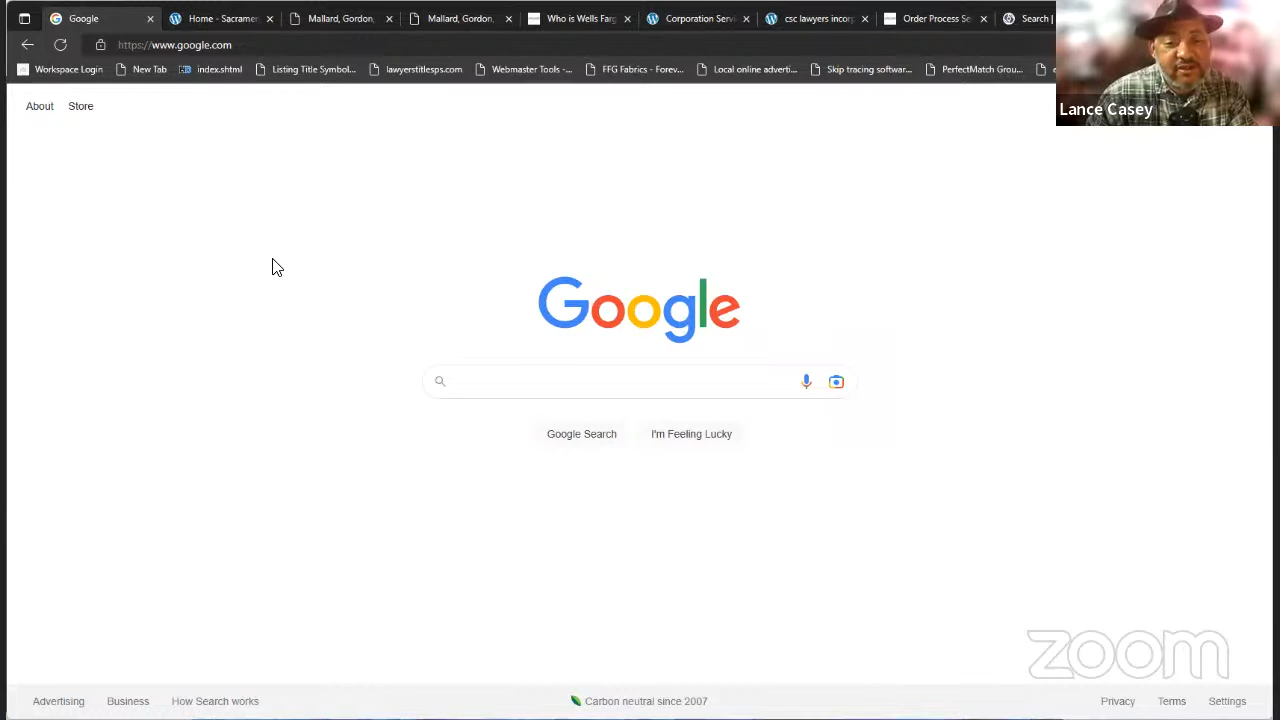 Google
Home - Sacramer
Mallard, Gordon,
Mallard, Gordon,
Who is Wells Farg
Corporation Servi
csc lawyers incorp
Order Process Se
Search |
https://www.google.com
Workspace Login
New Tab
index.shtml
Listing Title Symbol...
lawyerstitlesps.com
Webmaster Tools -...
FFG Fabrics - Forev...
Local online adverti...
Skip tracing softwar...
PerfectMatch Grou...
About
Store
Lance Casey
Google
Google Search
I'm Feeling Lucky
zoom
Advertising
Business
How Search works
Carbon neutral since 2007
Privacy
Terms
Settings